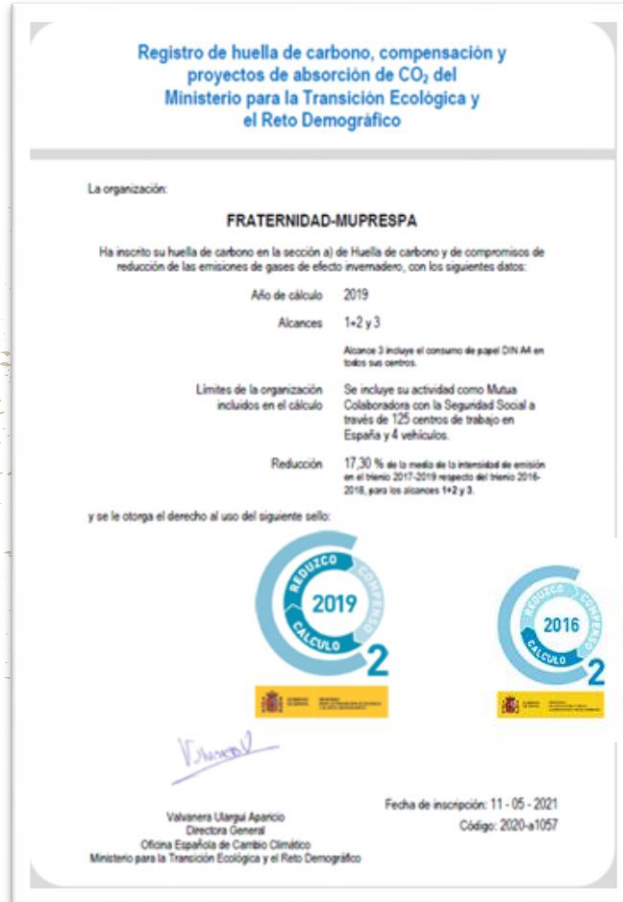 Registro de huella de carbono, compensación y
proyectos de absorción de CO₂ del
Ministerio para la Transición Ecológica y
el Reto Demográfico
La organización:
FRATERNIDAD-MUPRESPA
Ha inscrito su huella de carbono en la sección a) de Huella de carbono y de compromisos de
reducción de las emisiones de gases de efecto invernadero, con los siguientes datos:
Año de cálculo 2019
Alcances 1+2 y 3
Alcance 3 incluye el consumo de papel DIN A4 en
todos sus centros.
Límites de la organización
incluidos en el cálculo
Se incluye su actividad como Mutua
Colaboradora con la Seguridad Social a
través de 125 centros de trabajo en
España y 4 vehículos.
Reducción 17,30 % de la media de la intensidad de emisión
en el trienio 2017-2019 respecto del trienio 2016-
2018, para los alcances 1+2 y 3.
y se le otorga el derecho al uso del siguiente sello:
REDUZCO
COMPENSO
CALCULO
2019
2
REDUZCO
COMPENSO
CALCULO
2016
2
Valvanera Ulargui Aparicio
Directora General
Oficina Española de Cambio Climático
Ministerio para la Transición Ecológica y el Reto Demográfico
Fecha de inscripción: 11 - 05 - 2021
Código: 2020-a1057